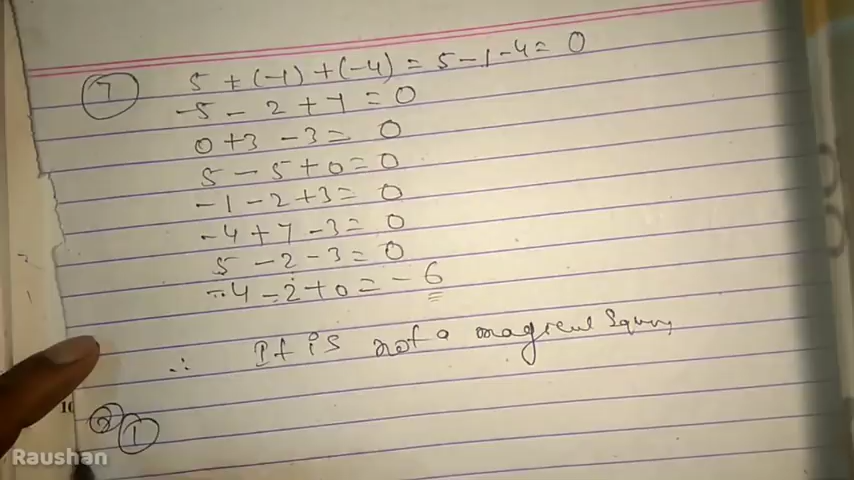 7 5 + (-1) + (-4) = 5 - 1 - 4 = 0
-5 - 2 + 7 = 0
0 + 3 - 3 = 0
5 - 5 + 0 = 0
-1 - 2 + 3 = 0
-4 + 7 - 3 = 0
5 - 2 - 3 = 0
-4 - 2 + 0 = -6
∴ It is not a magical
10
2 1
Raushan